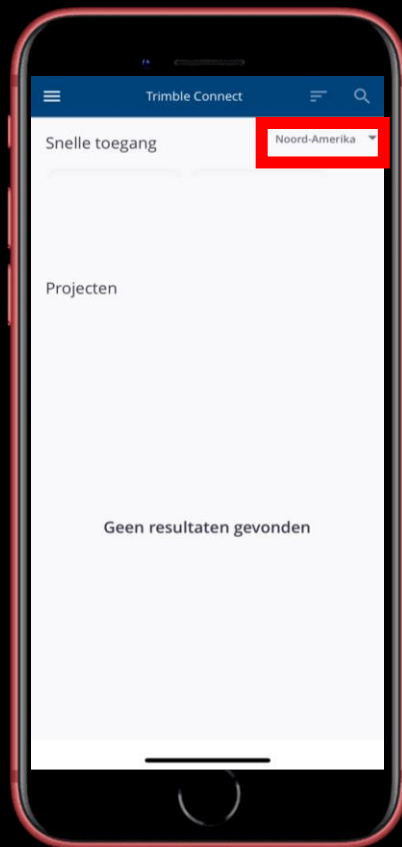 Trimble Connect
Snelle toegang
Noord-Amerika
Projecten
Geen resultaten gevonden